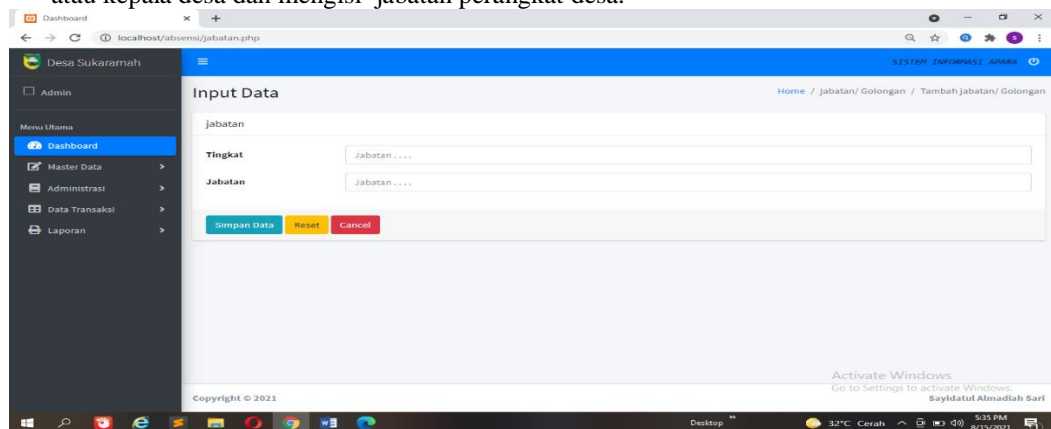 atau kepala desa dan mengisi jabatan perangkat desa.
Dashboard
localhost/absensi/jabatan.php
Desa Sukaramah
SISTEM INFORMASI APARA
Admin
Input Data
Home / jabatan/ Golongan / Tambah jabatan/ Golongan
Menu Utama
jabatan
Dashboard
Tingkat
Jabatan ....
Master Data
Jabatan
Jabatan ....
Administrasi
Data Transaksi
Simpan Data
Reset
Cancel
Laporan
Activate Windows
Go to Settings to activate Windows.
Copyright © 2021
Sayidatul Almadiah Sari
Desktop
32°C Cerah
5:35 PM
8/15/2021